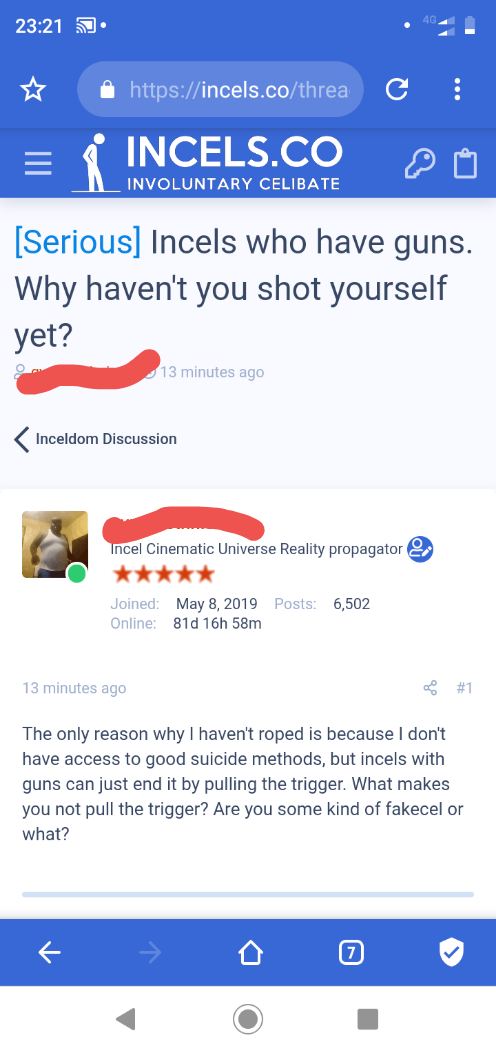 23:21
4G
https://incels.co/threa
INCELS.CO
INVOLUNTARY CELIBATE
[Serious] Incels who have guns.
Why haven't you shot yourself
yet?
13 minutes ago
Inceldom Discussion
Incel Cinematic Universe Reality propagator
Joined: May 8, 2019 Posts: 6,502
Online: 81d 16h 58m
13 minutes ago #1
The only reason why I haven't roped is because I don't
have access to good suicide methods, but incels with
guns can just end it by pulling the trigger. What makes
you not pull the trigger? Are you some kind of fakecel or
what?
7